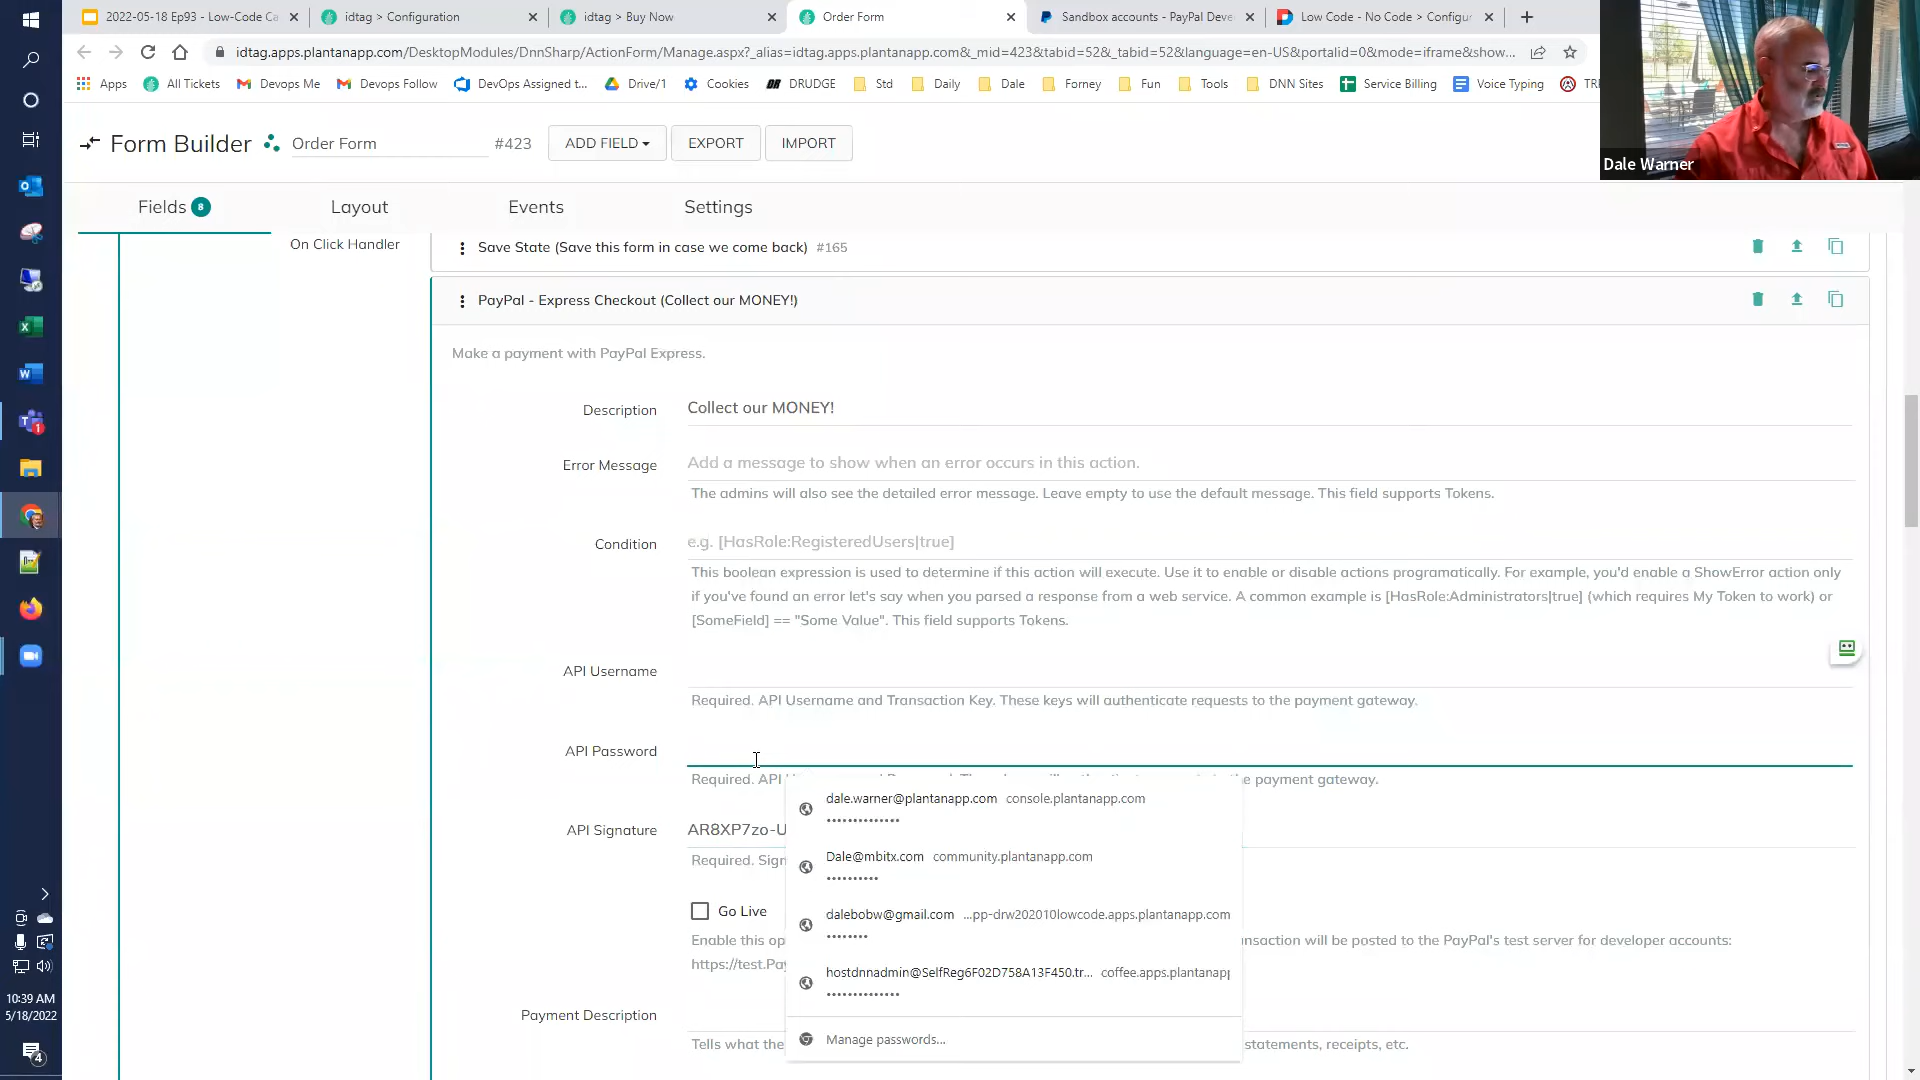 2022-05-18 Ep93 - Low-Code Ca
idtag > Configuration
idtag > Buy Now
Order Form
Sandbox accounts - PayPal Deve
Low Code - No Code > Configur
idtag.apps.plantanapp.com/DesktopModules/DnnSharp/ActionForm/Manage.aspx?_alias=idtag.apps.plantanapp.com&_mid=423&tabid=52&_tabid=52&language=en-US&portalid=0&mode=iframe&show...
Apps
All Tickets
Devops Me
Devops Follow
DevOps Assigned t...
Drive/1
Cookies
DRUDGE
Std
Daily
Dale
Forney
Fun
Tools
DNN Sites
Service Billing
Voice Typing
Dale Warner
Form Builder
Order Form
#423
ADD FIELD
EXPORT
IMPORT
Fields 8
Layout
Events
Settings
On Click Handler
Save State (Save this form in case we come back) #165
PayPal - Express Checkout (Collect our MONEY!)
Make a payment with PayPal Express.
Description
Collect our MONEY!
Error Message
Add a message to show when an error occurs in this action.
The admins will also see the detailed error message. Leave empty to use the default message. This field supports Tokens.
Condition
e.g. [HasRole:RegisteredUsers|true]
This boolean expression is used to determine if this action will execute. Use it to enable or disable actions programatically. For example, you'd enable a ShowError action only
if you've found an error let's say when you parsed a response from a web service. A common example is [HasRole:Administrators|true] (which requires My Token to work) or
[SomeField] == "Some Value". This field supports Tokens.
API Username
Required. API Username and Transaction Key. These keys will authenticate requests to the payment gateway.
API Password
Required. API
the payment gateway.
dale.warner@plantanapp.com console.plantanapp.com
••••••••••••••
API Signature
AR8XP7zo-U
Required. Sign
Dale@mbitx.com community.plantanapp.com
••••••••••
dalebobw@gmail.com ...pp-drw202010lowcode.apps.plantanapp.com
••••••••
Go Live
Enable this op
ansaction will be posted to the PayPal's test server for developer accounts:
https://test.Pay
hostdnnadmin@SelfReg6F02D758A13F450.tr... coffee.apps.plantanapp
••••••••••••••
Payment Description
Manage passwords...
Tells what the
statements, receipts, etc.
10:39 AM
5/18/2022
1
4